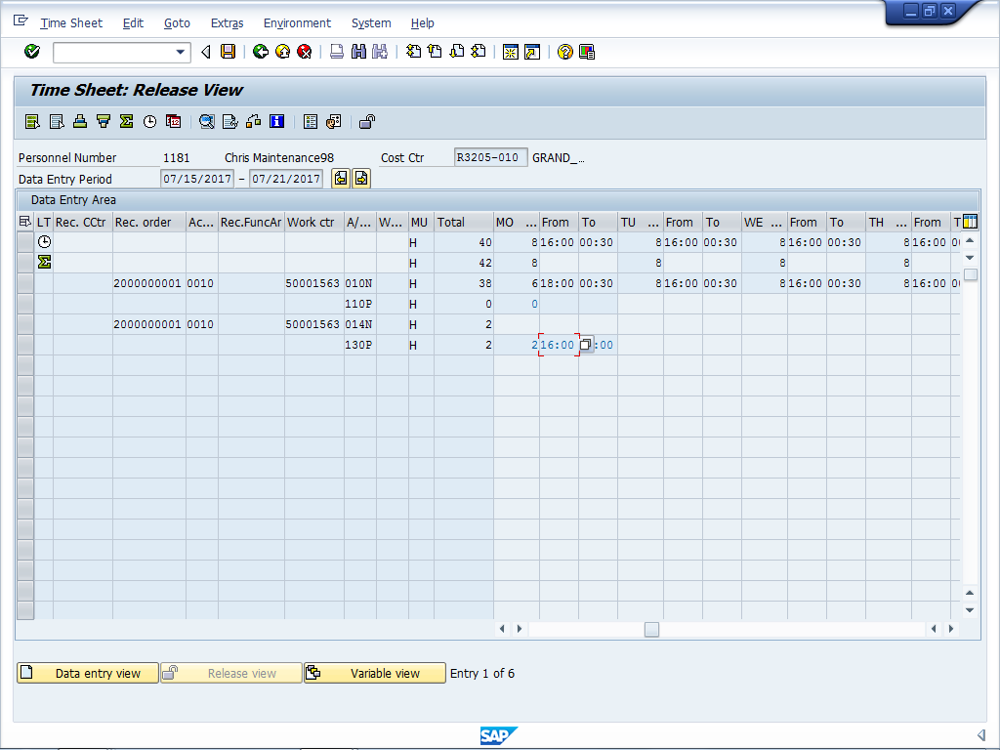 Time Sheet Edit Goto Extras Environment System Help
Time Sheet: Release View
Personnel Number 1181 Chris Maintenance98 Cost Ctr R3205-010 GRAND_...
Data Entry Period 07/15/2017 - 07/21/2017
Data Entry Area
LT Rec. CCtr Rec. order Ac... Rec.FuncAr Work ctr A/... W... MU Total MO ... From To TU ... From To WE ... From To TH ... From T
H 40 8 16:00 00:30 8 16:00 00:30 8 16:00 00:30 8 16:00 0
H 42 8 8 8 8
2000000001 0010 50001563 010N H 38 6 18:00 00:30 8 16:00 00:30 8 16:00 00:30 8 16:00 0
110P H 0 0
2000000001 0010 50001563 014N H 2
130P H 2 2 16:00 :00
Data entry view Release view Variable view Entry 1 of 6
SAP